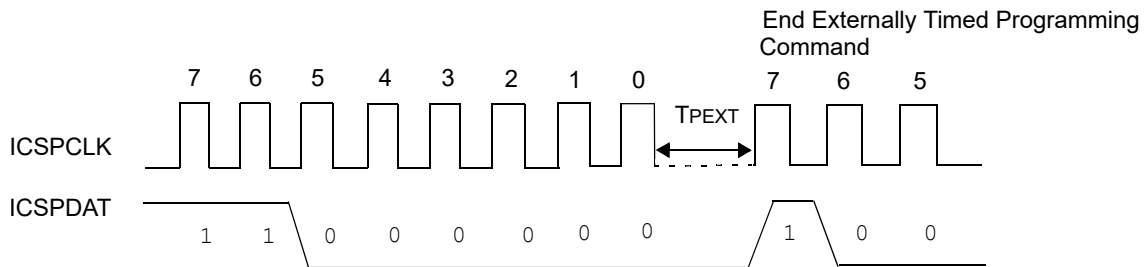 End Externally Timed Programming
Command
7 6 5 4 3 2 1 0 7 6 5
TPEXT
ICSPCLK
ICSPDAT
1 1 0 0 0 0 0 0 1 0 0